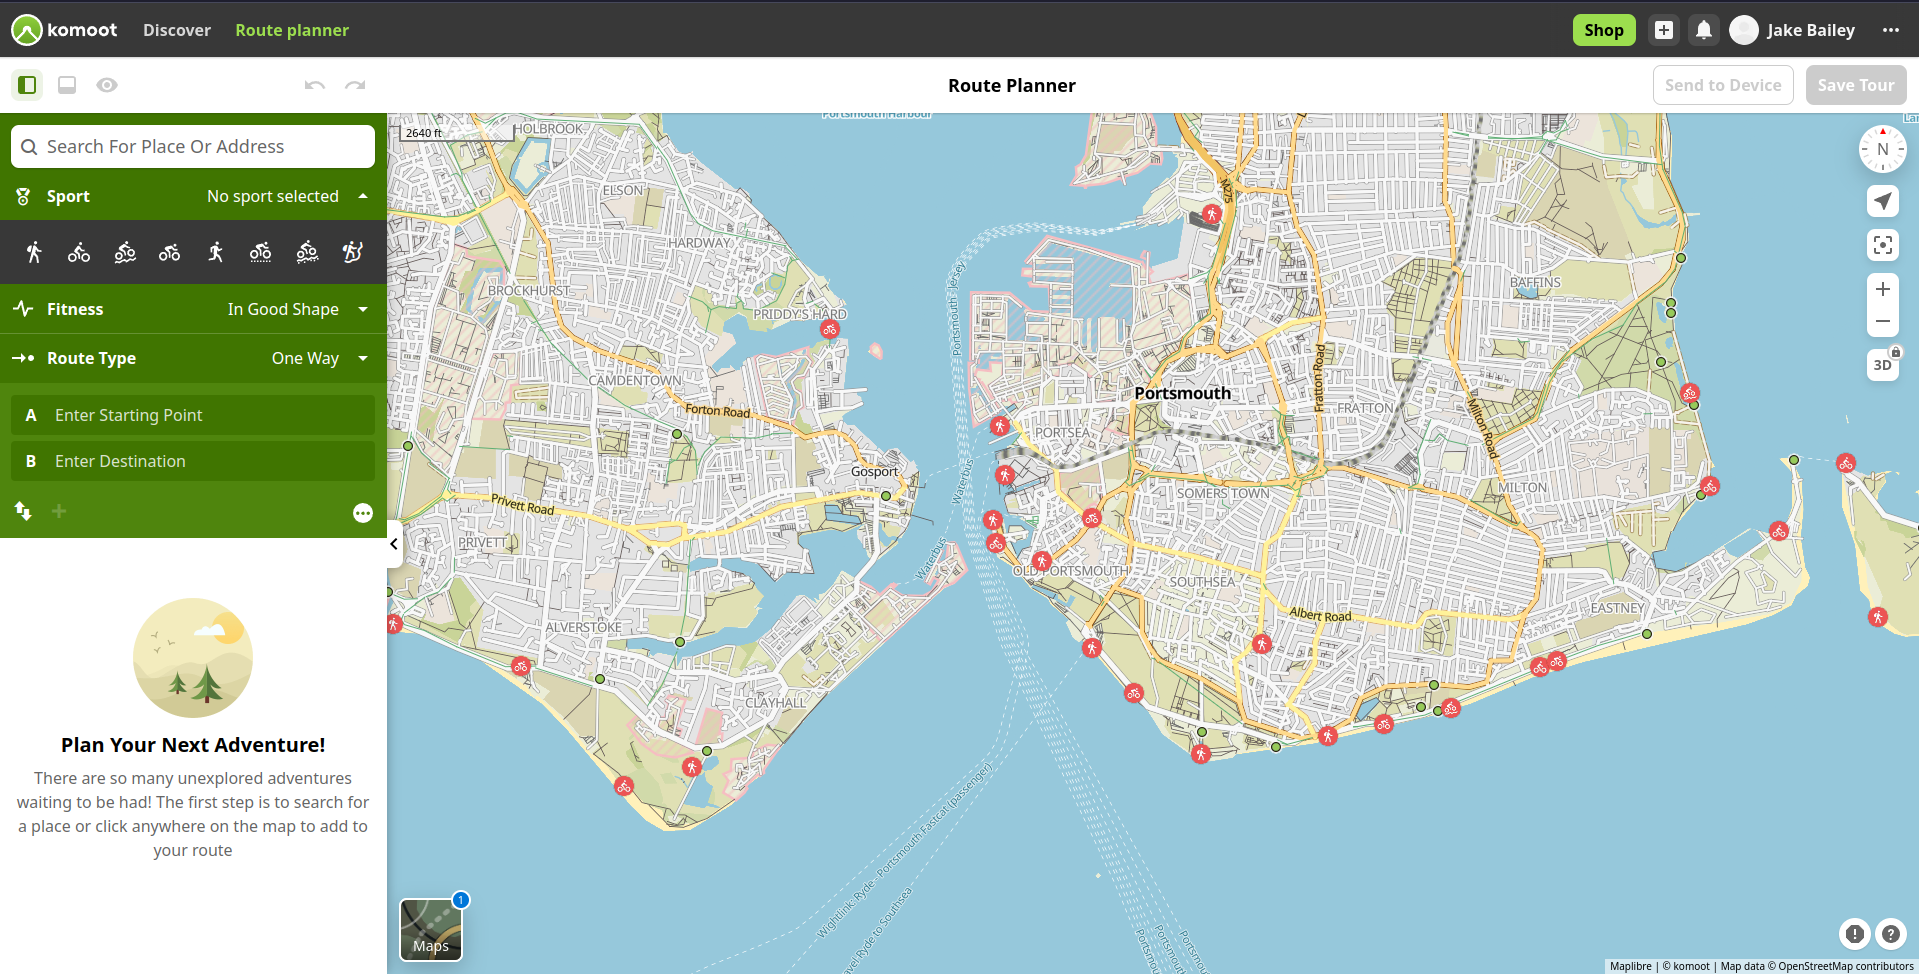 komoot
Discover
Route planner
Shop
Jake Bailey
Route Planner
Send to Device
Save Tour
Search For Place Or Address
Sport
No sport selected
Fitness
In Good Shape
Route Type
One Way
A
Enter Starting Point
B
Enter Destination
Plan Your Next Adventure!
There are so many unexplored adventures
waiting to be had! The first step is to search for
a place or click anywhere on the map to add to
your route
2640 ft
Portsmouth Harbour
HOLBROOK
ELSON
HARDWAY
BROCKHURST
PRIDDY'S HARD
CAMDENTOWN
Forton Road
Gosport
Privett Road
PRIVETT
ALVERSTOKE
CLAYHALL
Waterbus
Waterbus
M275
Portsmouth
PORTSEA
Fratton Road
FRATTON
BAFFINS
Milton Road
MILTON
SOMERS TOWN
OLD PORTSMOUTH
SOUTHSEA
Albert Road
EASTNEY
Wightlink: Ryde - Portsmouth Fastcat (passenger)
Ryde to Southsea
N
3D
Maps
1
Maplibre | © komoot | Map data © OpenStreetMap contributors